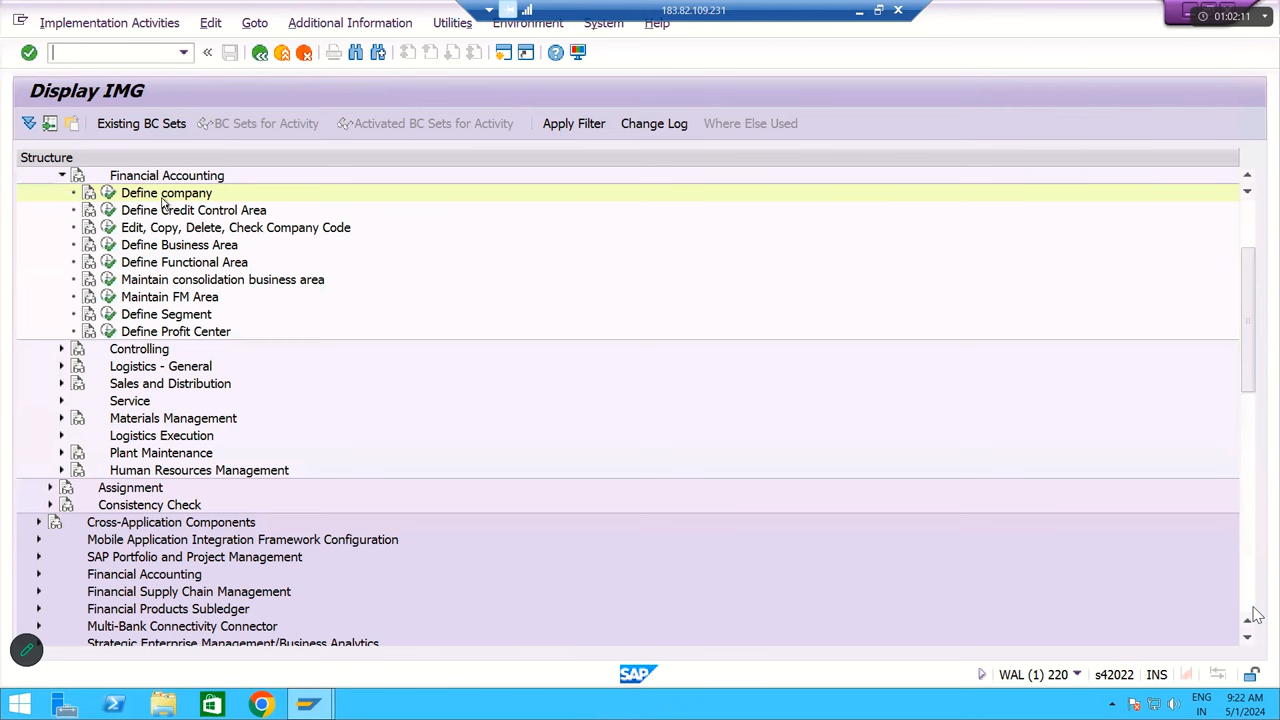 183.82.109.231
01:02:11
Implementation Activities Edit Goto Additional Information Utilities Environment System Help
Display IMG
Existing BC Sets BC Sets for Activity Activated BC Sets for Activity Apply Filter Change Log Where Else Used
Structure
Financial Accounting
Define company
Define Credit Control Area
Edit, Copy, Delete, Check Company Code
Define Business Area
Define Functional Area
Maintain consolidation business area
Maintain FM Area
Define Segment
Define Profit Center
Controlling
Logistics - General
Sales and Distribution
Service
Materials Management
Logistics Execution
Plant Maintenance
Human Resources Management
Assignment
Consistency Check
Cross-Application Components
Mobile Application Integration Framework Configuration
SAP Portfolio and Project Management
Financial Accounting
Financial Supply Chain Management
Financial Products Subledger
Multi-Bank Connectivity Connector
Strategic Enterprise Management/Business Analytics
SAP WAL (1) 220 s42022 INS
ENG 9:22 AM
IN 5/1/2024